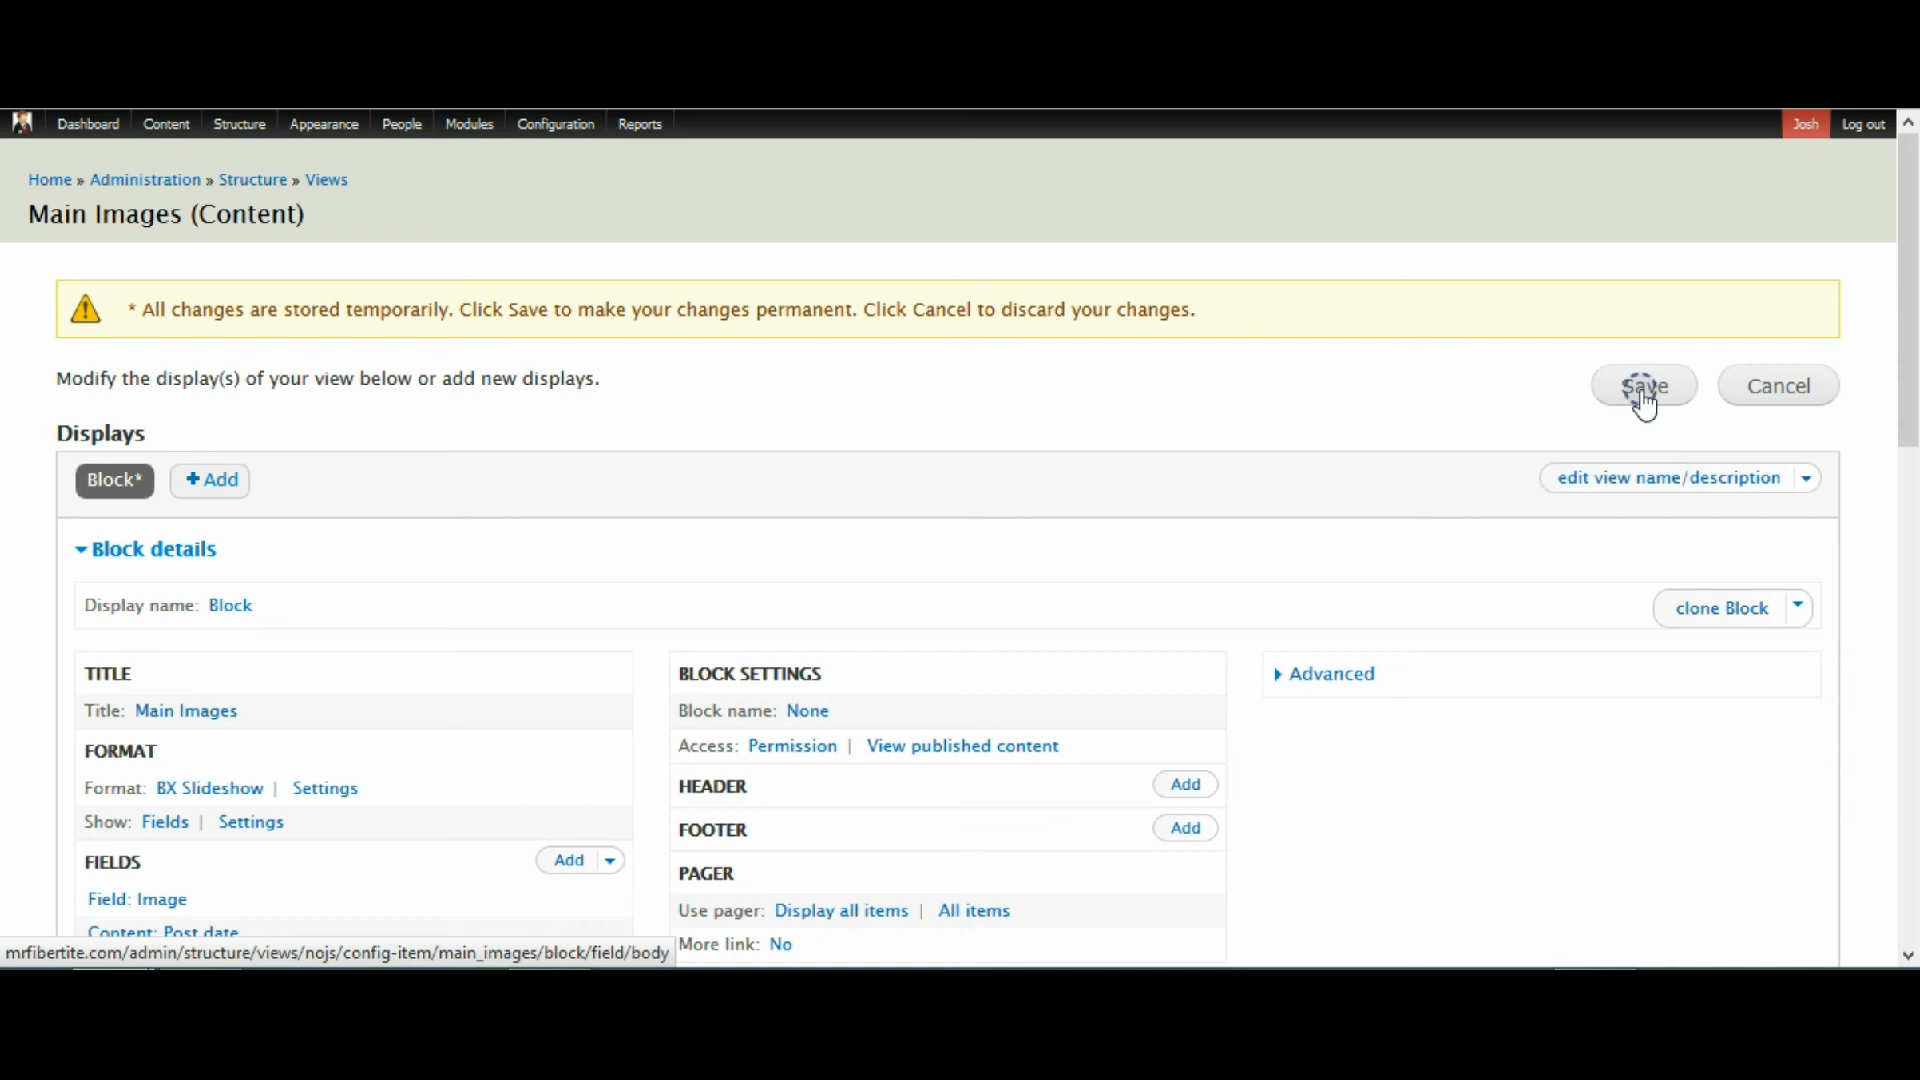 Dashboard Content Structure Appearance People Modules Configuration Reports Josh Log out
Home » Administration » Structure » Views
Main Images (Content)
* All changes are stored temporarily. Click Save to make your changes permanent. Click Cancel to discard your changes.
Modify the display(s) of your view below or add new displays.
Save Cancel
Displays
Block* + Add edit view name/description
Block details
Display name: Block clone Block
TITLE
Title: Main Images
FORMAT
Format: BX Slideshow | Settings
Show: Fields | Settings
FIELDS Add
Field: Image
Content: Post date
BLOCK SETTINGS
Block name: None
Access: Permission | View published content
HEADER Add
FOOTER Add
PAGER
Use pager: Display all items | All items
More link: No
Advanced
mrfibertite.com/admin/structure/views/nojs/config-item/main_images/block/field/body